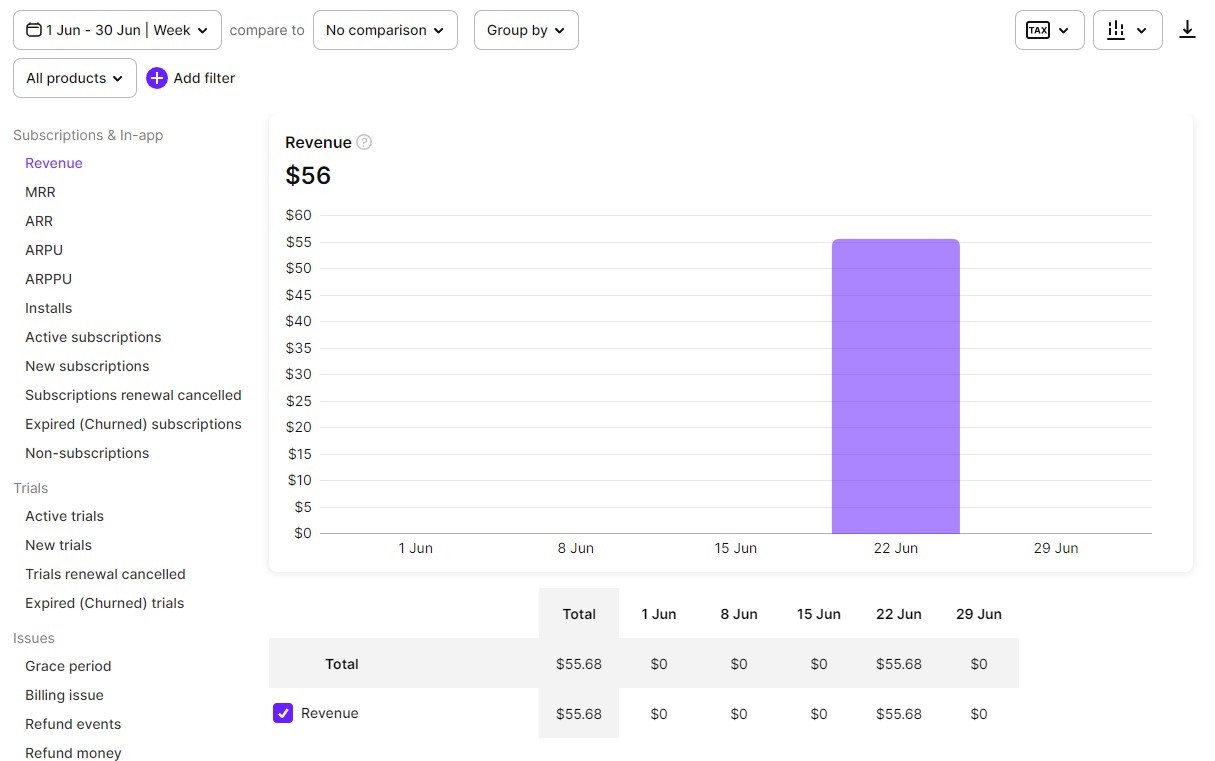 1 Jun - 30 Jun | Week compare to No comparison Group by TAX
All products Add filter
Subscriptions & In-app
Revenue
MRR
ARR
ARPU
ARPPU
Installs
Active subscriptions
New subscriptions
Subscriptions renewal cancelled
Expired (Churned) subscriptions
Non-subscriptions
Trials
Active trials
New trials
Trials renewal cancelled
Expired (Churned) trials
Issues
Grace period
Billing issue
Refund events
Refund money
Revenue ?
$56
$60
$55
$50
$45
$40
$35
$30
$25
$20
$15
$10
$5
$0
1 Jun 8 Jun 15 Jun 22 Jun 29 Jun
Total 1 Jun 8 Jun 15 Jun 22 Jun 29 Jun
Total $55.68 $0 $0 $0 $55.68 $0
Revenue $55.68 $0 $0 $0 $55.68 $0